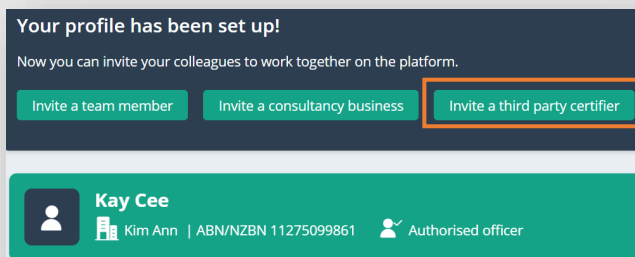 Your profile has been set up!
Now you can invite your colleagues to work together on the platform.
Invite a team member Invite a consultancy business Invite a third party certifier
Kay Cee
Kim Ann | ABN/NZBN 11275099861 Authorised officer